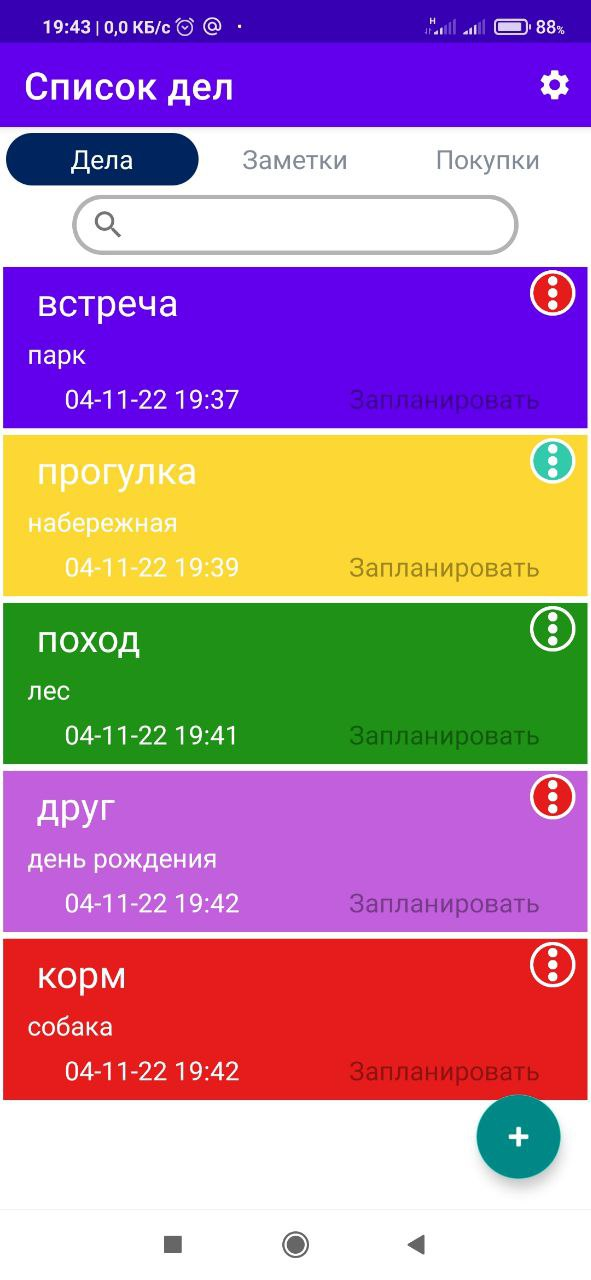 19:43 | 0,0 КБ/с @ · H 88%
Список дел
Дела Заметки Покупки
встреча
парк
04-11-22 19:37 Запланировать
прогулка
набережная
04-11-22 19:39 Запланировать
поход
лес
04-11-22 19:41 Запланировать
друг
день рождения
04-11-22 19:42 Запланировать
корм
собака
04-11-22 19:42 Запланировать
+